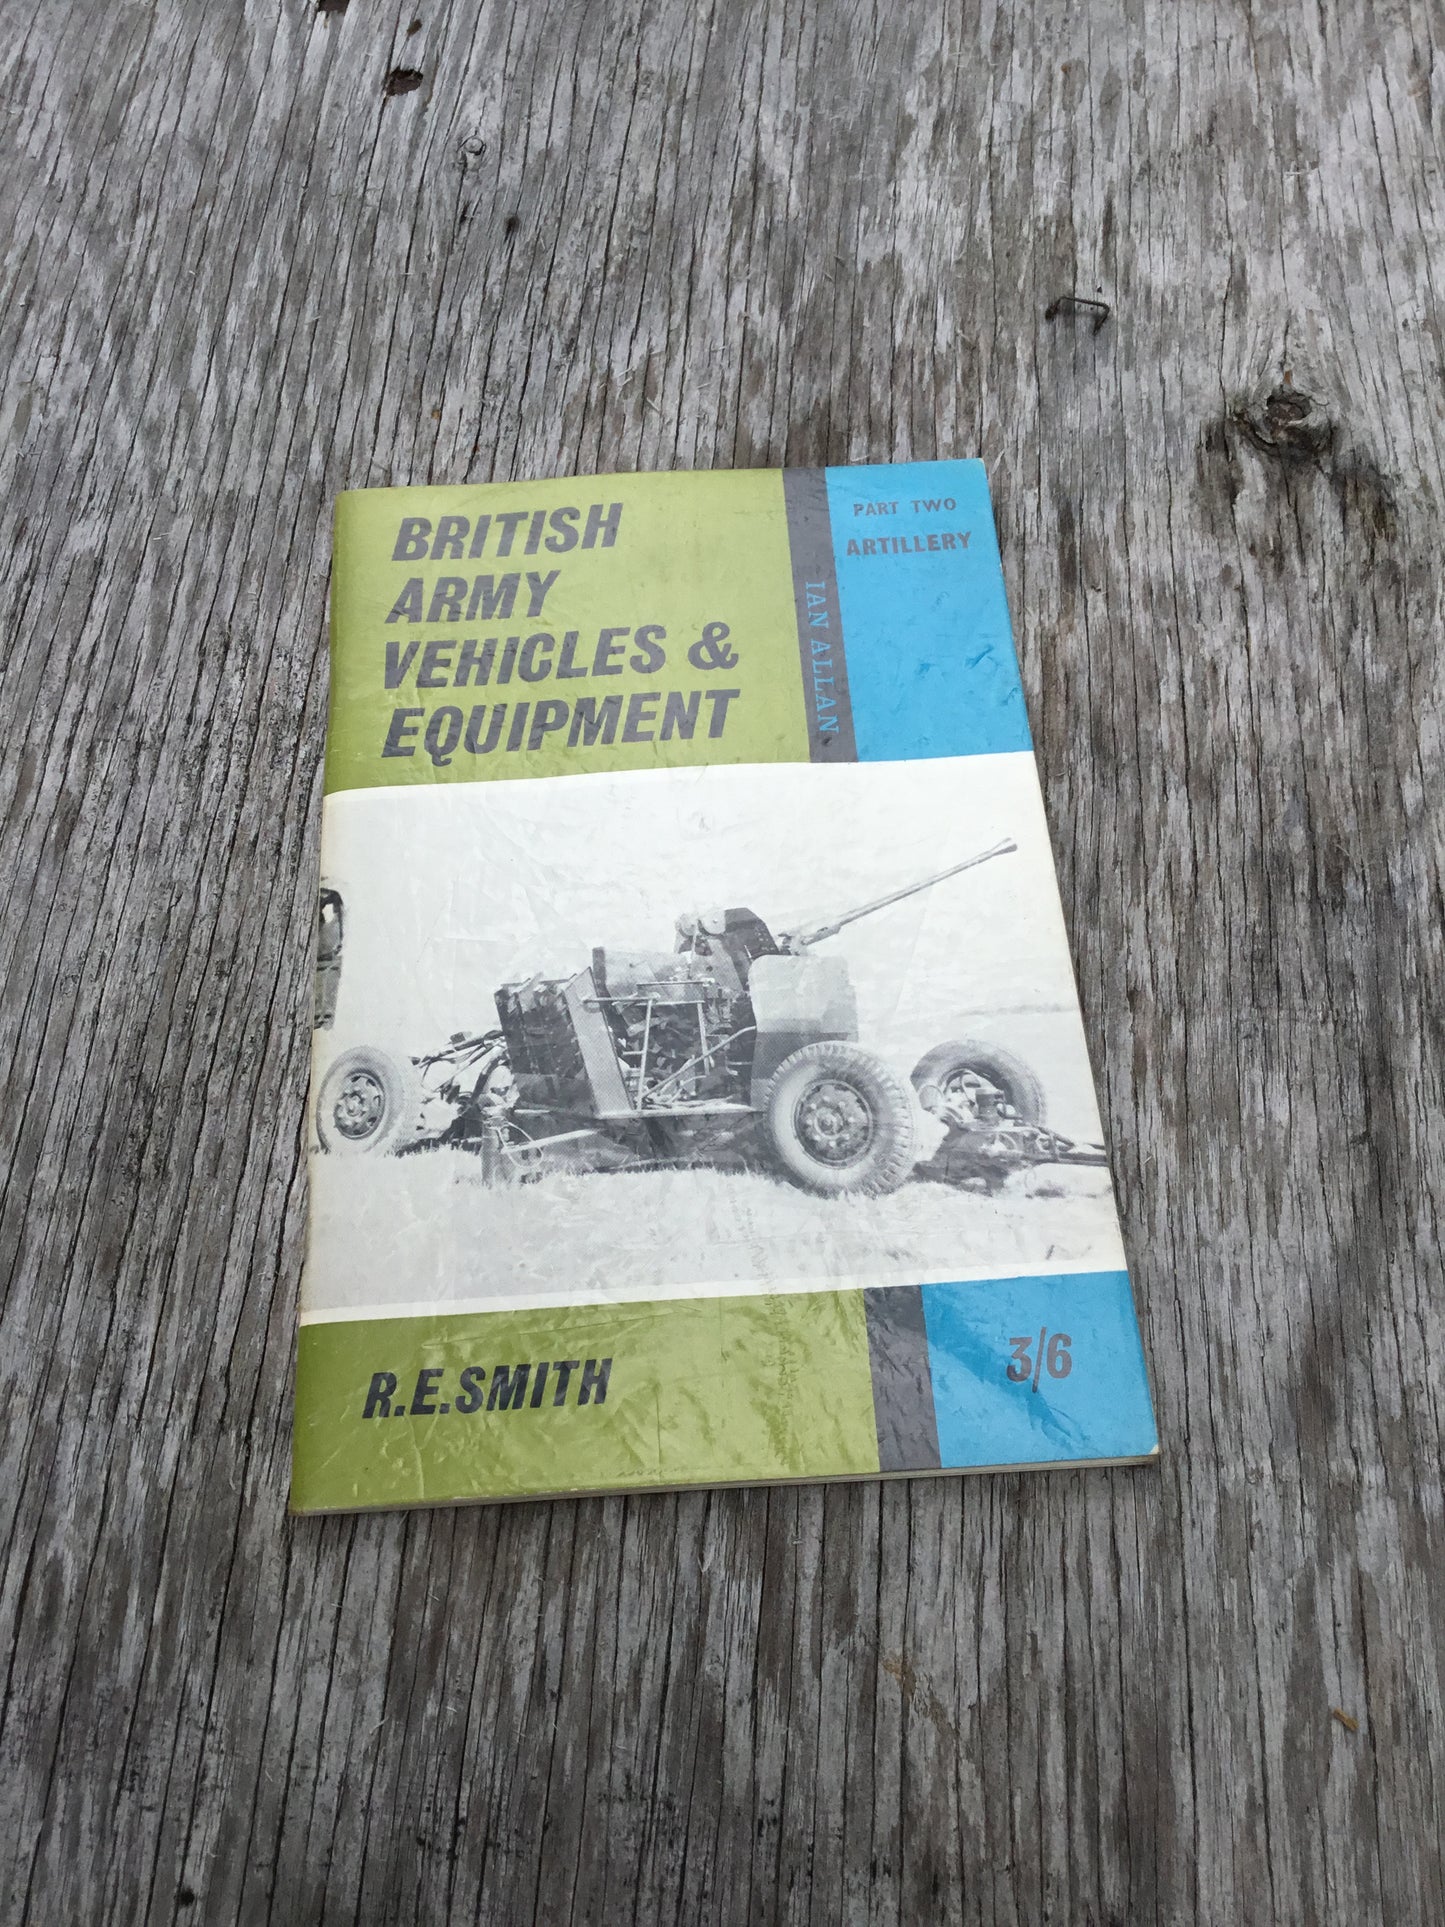 BRITISH
ARMY
VEHICLES &
EQUIPMENT
IAN ALLAN
PART TWO
ARTILLERY
R.E.SMITH
3/6